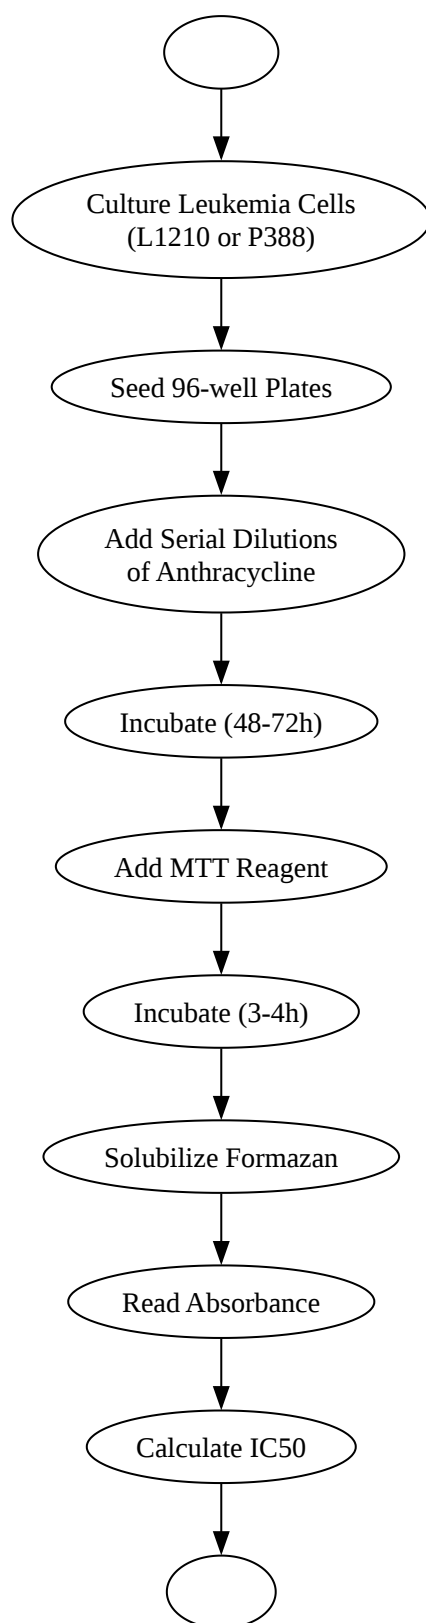 Culture Leukemia Cells
(L1210 or P388)
Seed 96-well Plates
Add Serial Dilutions
of Anthracycline
Incubate (48-72h)
Add MTT Reagent
Incubate (3-4h)
Solubilize Formazan
Read Absorbance
Calculate IC50